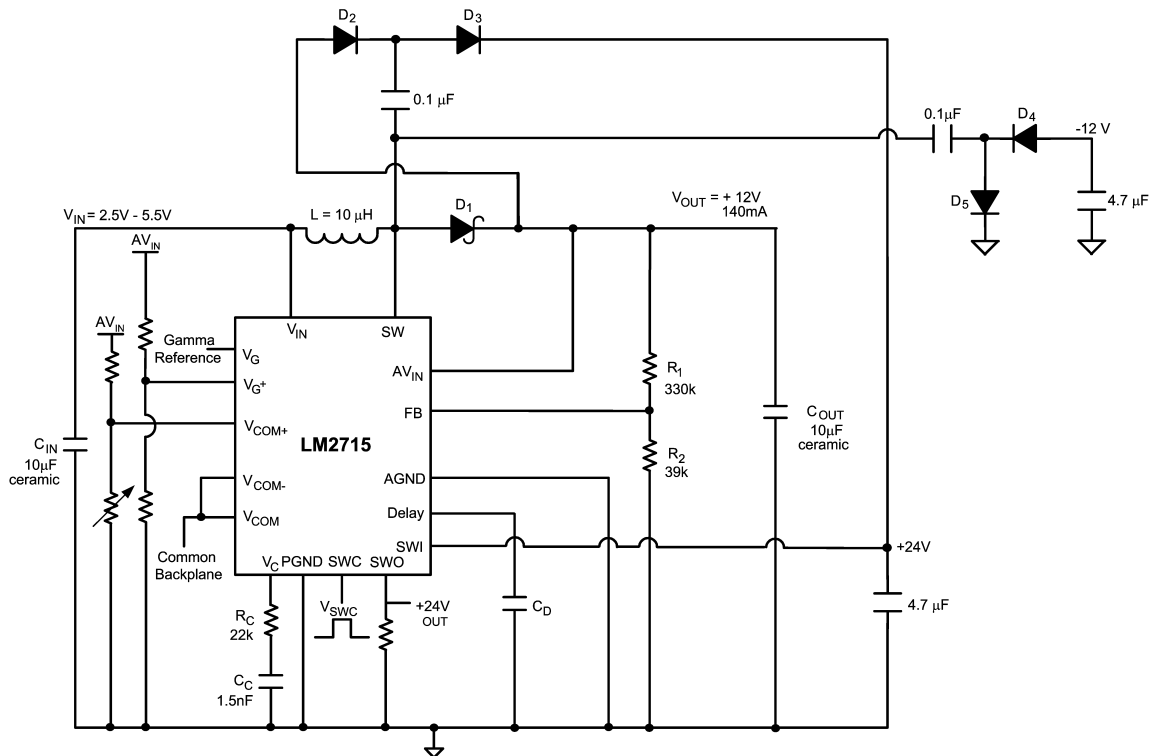 D2
D3
0.1 µF
0.1µF
D4
-12 V
D5
4.7 µF
VIN = 2.5V - 5.5V
L = 10 µH
D1
VOUT = + 12V
140mA
AVIN
AVIN
Gamma
Reference
VIN
SW
VG
VG+
VCOM+
VCOM-
VCOM
LM2715
AVIN
FB
AGND
Delay
SWI
VC
PGND
SWC
SWO
CIN
10µF
ceramic
R1
330k
R2
39k
COUT
10µF
ceramic
Common
Backplane
+24V
RC
22k
CC
1.5nF
VSWC
+24V
OUT
CD
4.7 µF